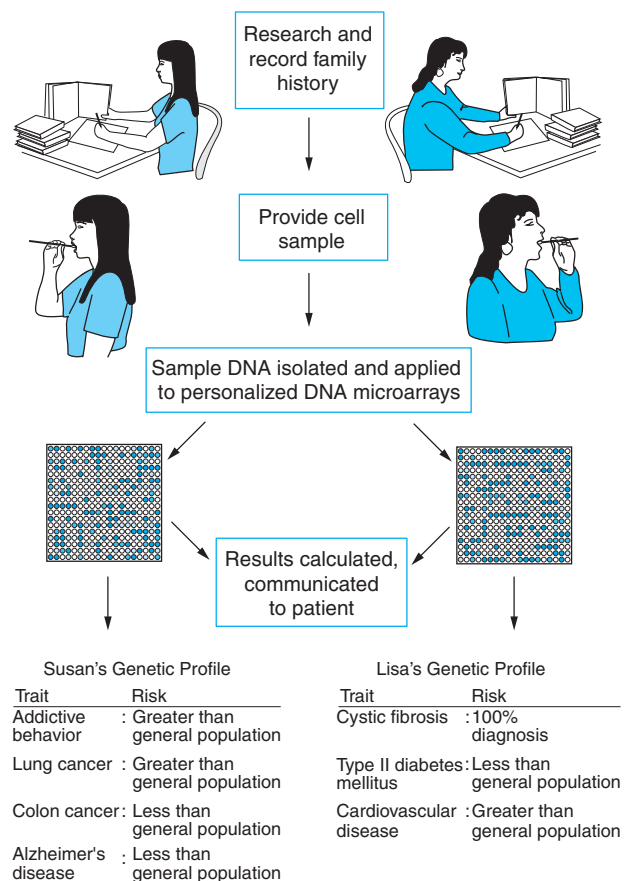 Research and
record family
history
Provide cell
sample
Sample DNA isolated and applied
to personalized DNA microarrays
Results calculated,
communicated
to patient
Susan's Genetic Profile
Trait Risk
Addictive : Greater than
behavior general population
Lung cancer : Greater than
general population
Colon cancer : Less than
general population
Alzheimer's : Less than
disease general population
Lisa's Genetic Profile
Trait Risk
Cystic fibrosis : 100%
diagnosis
Type II diabetes : Less than
mellitus general population
Cardiovascular : Greater than
disease general population